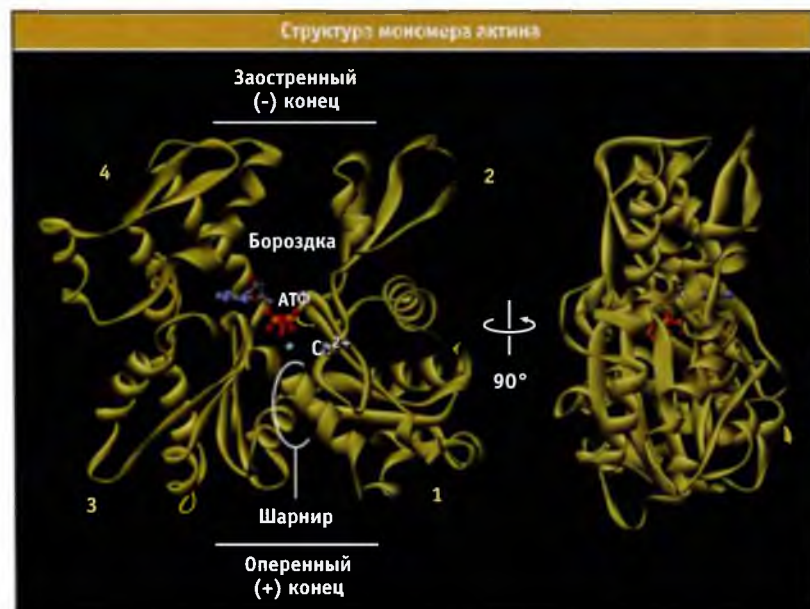 Структура мономера актина
Заостренный
(-) конец
4
2
Бороздка
АТФ
Ca2+
90°
3
1
Шарнир
Оперенный
(+) конец